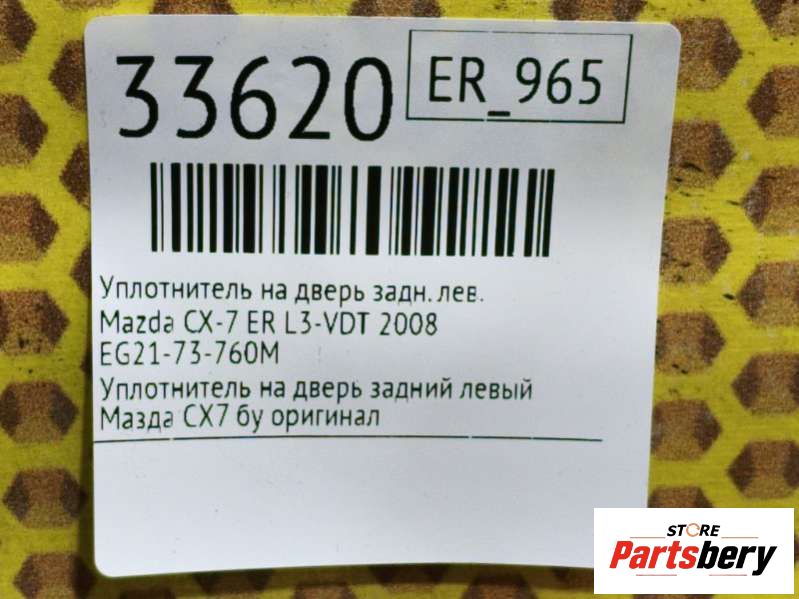 33620
ER_965
Уплотнитель на дверь задн. лев.
Mazda CX-7 ER L3-VDT 2008
EG21-73-760M
Уплотнитель на дверь задний левый
Мазда СХ7 бу оригинал
STORE
Partsbery